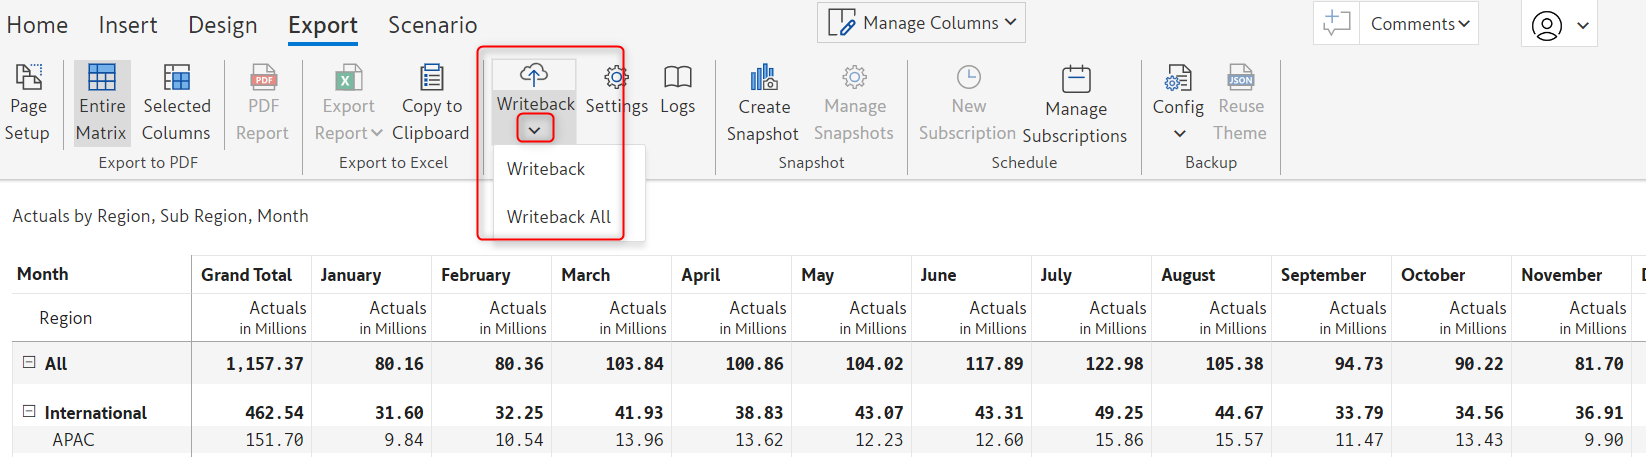 Home Insert Design Export Scenario Manage Columns Comments
Page Setup Entire Matrix Selected Columns PDF Report Export Report Copy to Clipboard Writeback Settings Logs Create Snapshot Manage Snapshots New Subscription Manage Subscriptions Config Reuse Theme
Export to PDF Export to Excel Snapshot Schedule Backup
Writeback
Writeback All
Actuals by Region, Sub Region, Month
Month Grand Total January February March April May June July August September October November
Region Actuals Actuals Actuals Actuals Actuals Actuals Actuals Actuals Actuals Actuals Actuals Actuals
in Millions in Millions in Millions in Millions in Millions in Millions in Millions in Millions in Millions in Millions in Millions in Millions
All 1,157.37 80.16 80.36 103.84 100.86 104.02 117.89 122.98 105.38 94.73 90.22 81.70
International 462.54 31.60 32.25 41.93 38.83 43.07 43.31 49.25 44.67 33.79 34.56 36.91
APAC 151.70 9.84 10.54 13.96 13.62 12.23 12.60 15.86 15.57 11.47 13.43 9.90